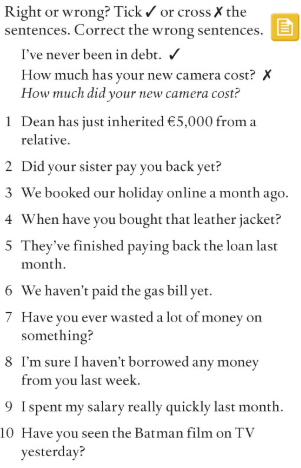 Right or wrong? Tick ✓ or cross ✗ the
sentences. Correct the wrong sentences.
I've never been in debt. ✓
How much has your new camera cost? ✗
How much did your new camera cost?
1 Dean has just inherited €5,000 from a
relative.
2 Did your sister pay you back yet?
3 We booked our holiday online a month ago.
4 When have you bought that leather jacket?
5 They've finished paying back the loan last
month.
6 We haven't paid the gas bill yet.
7 Have you ever wasted a lot of money on
something?
8 I'm sure I haven't borrowed any money
from you last week.
9 I spent my salary really quickly last month.
10 Have you seen the Batman film on TV
yesterday?